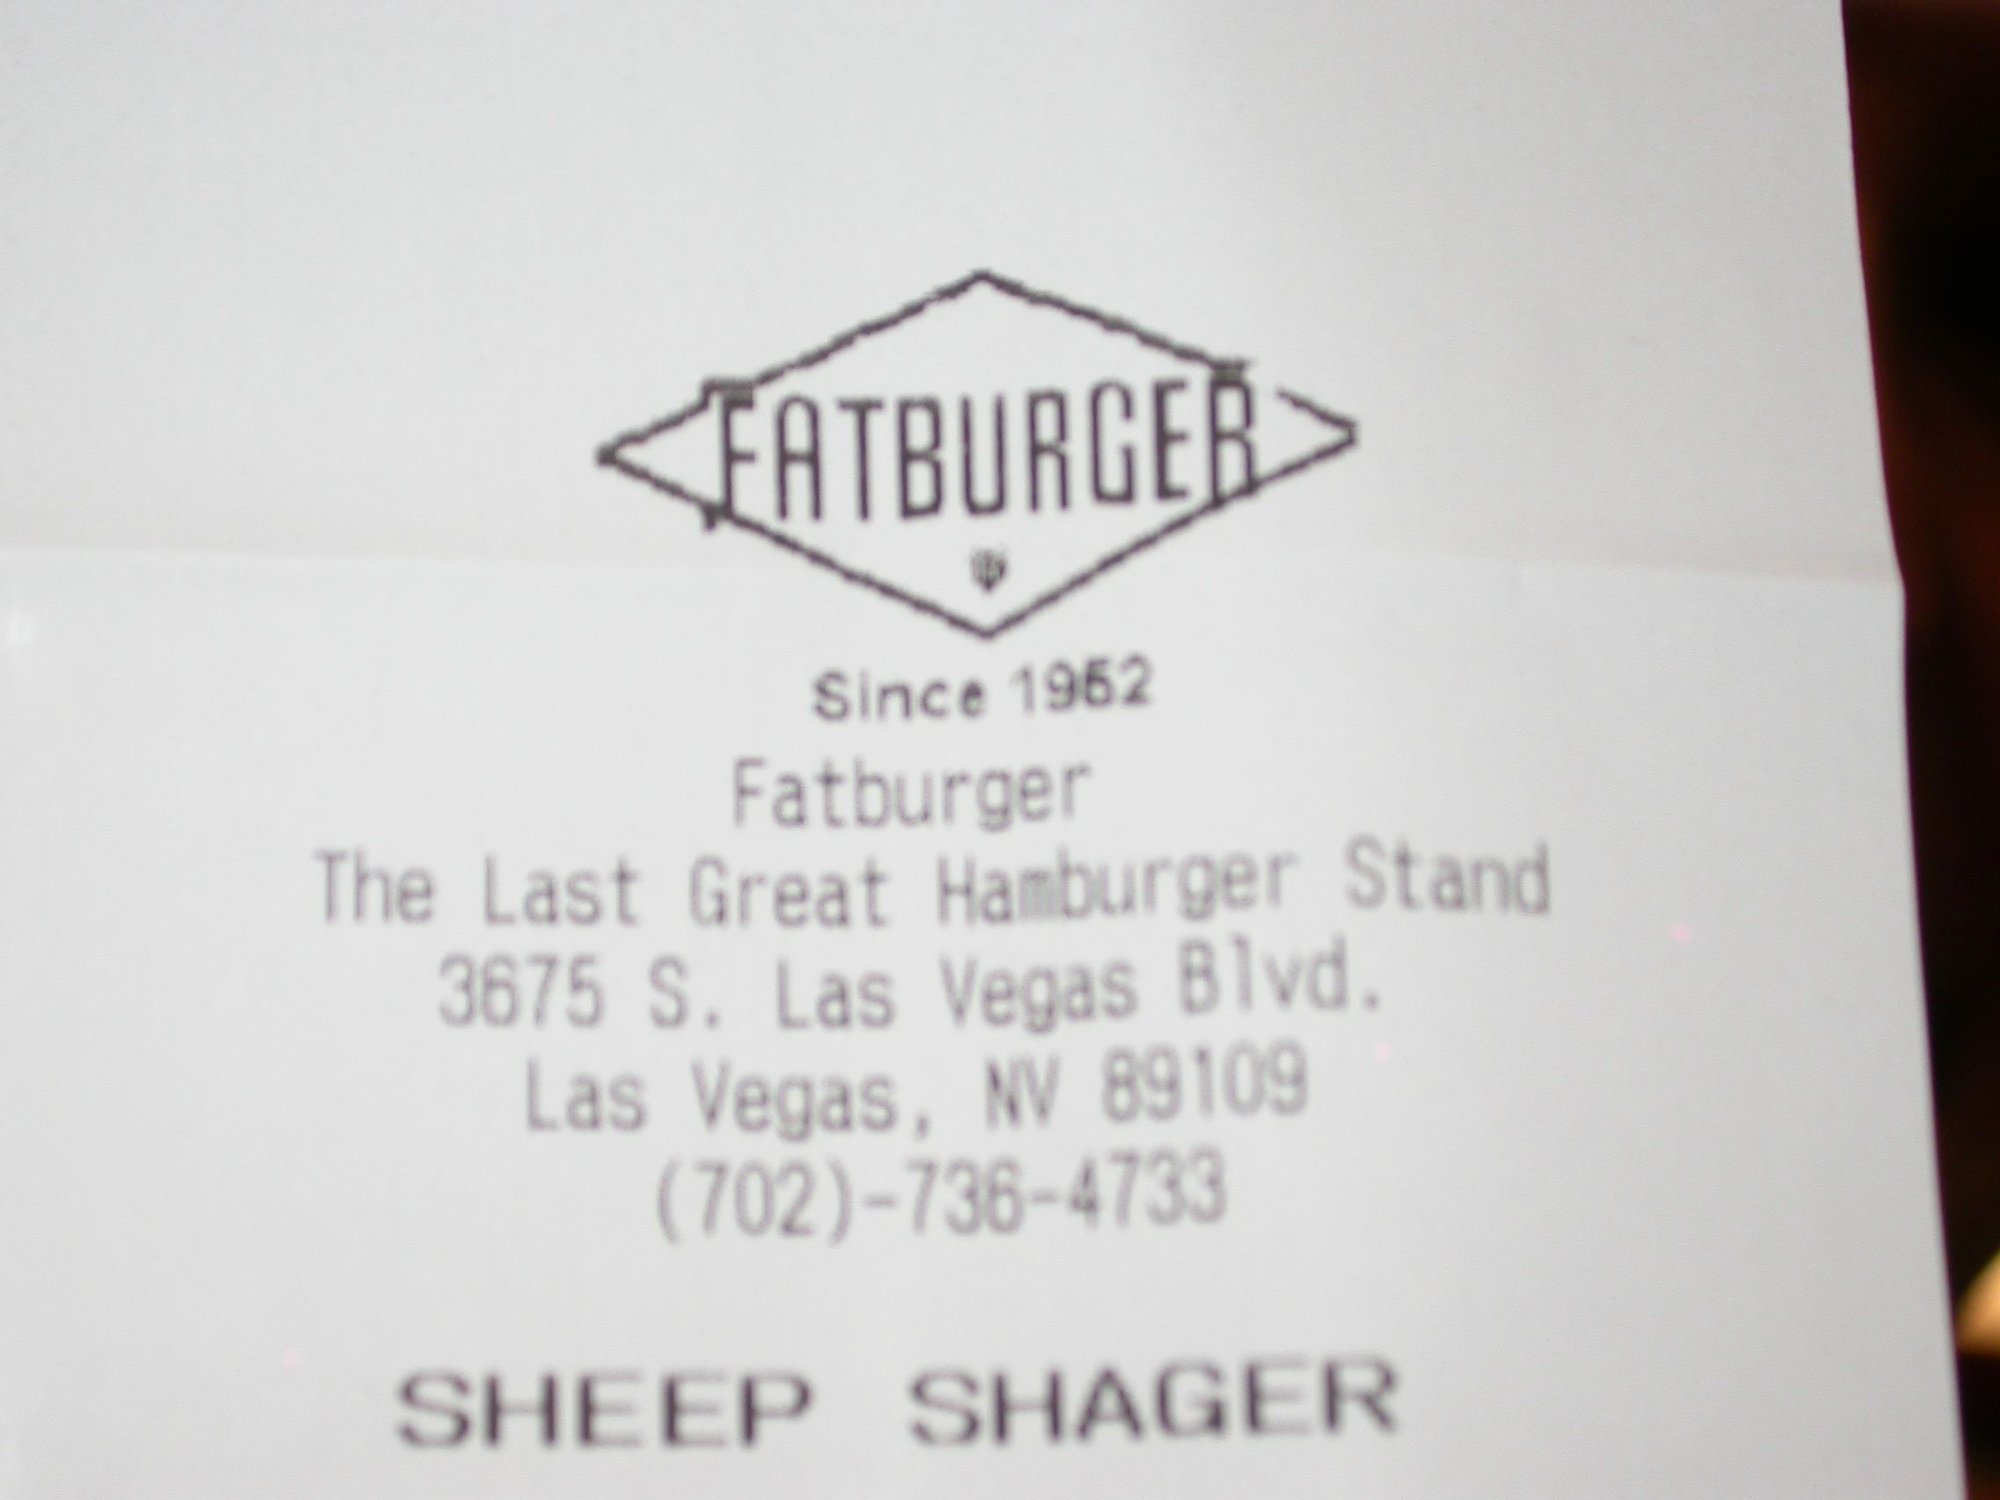 FATBURGER
Since 1952
Fatburger
The Last Great Hamburger Stand
3675 S. Las Vegas Blvd.
Las Vegas, NV 89109
(702)-736-4733
SHEEP SHAGER